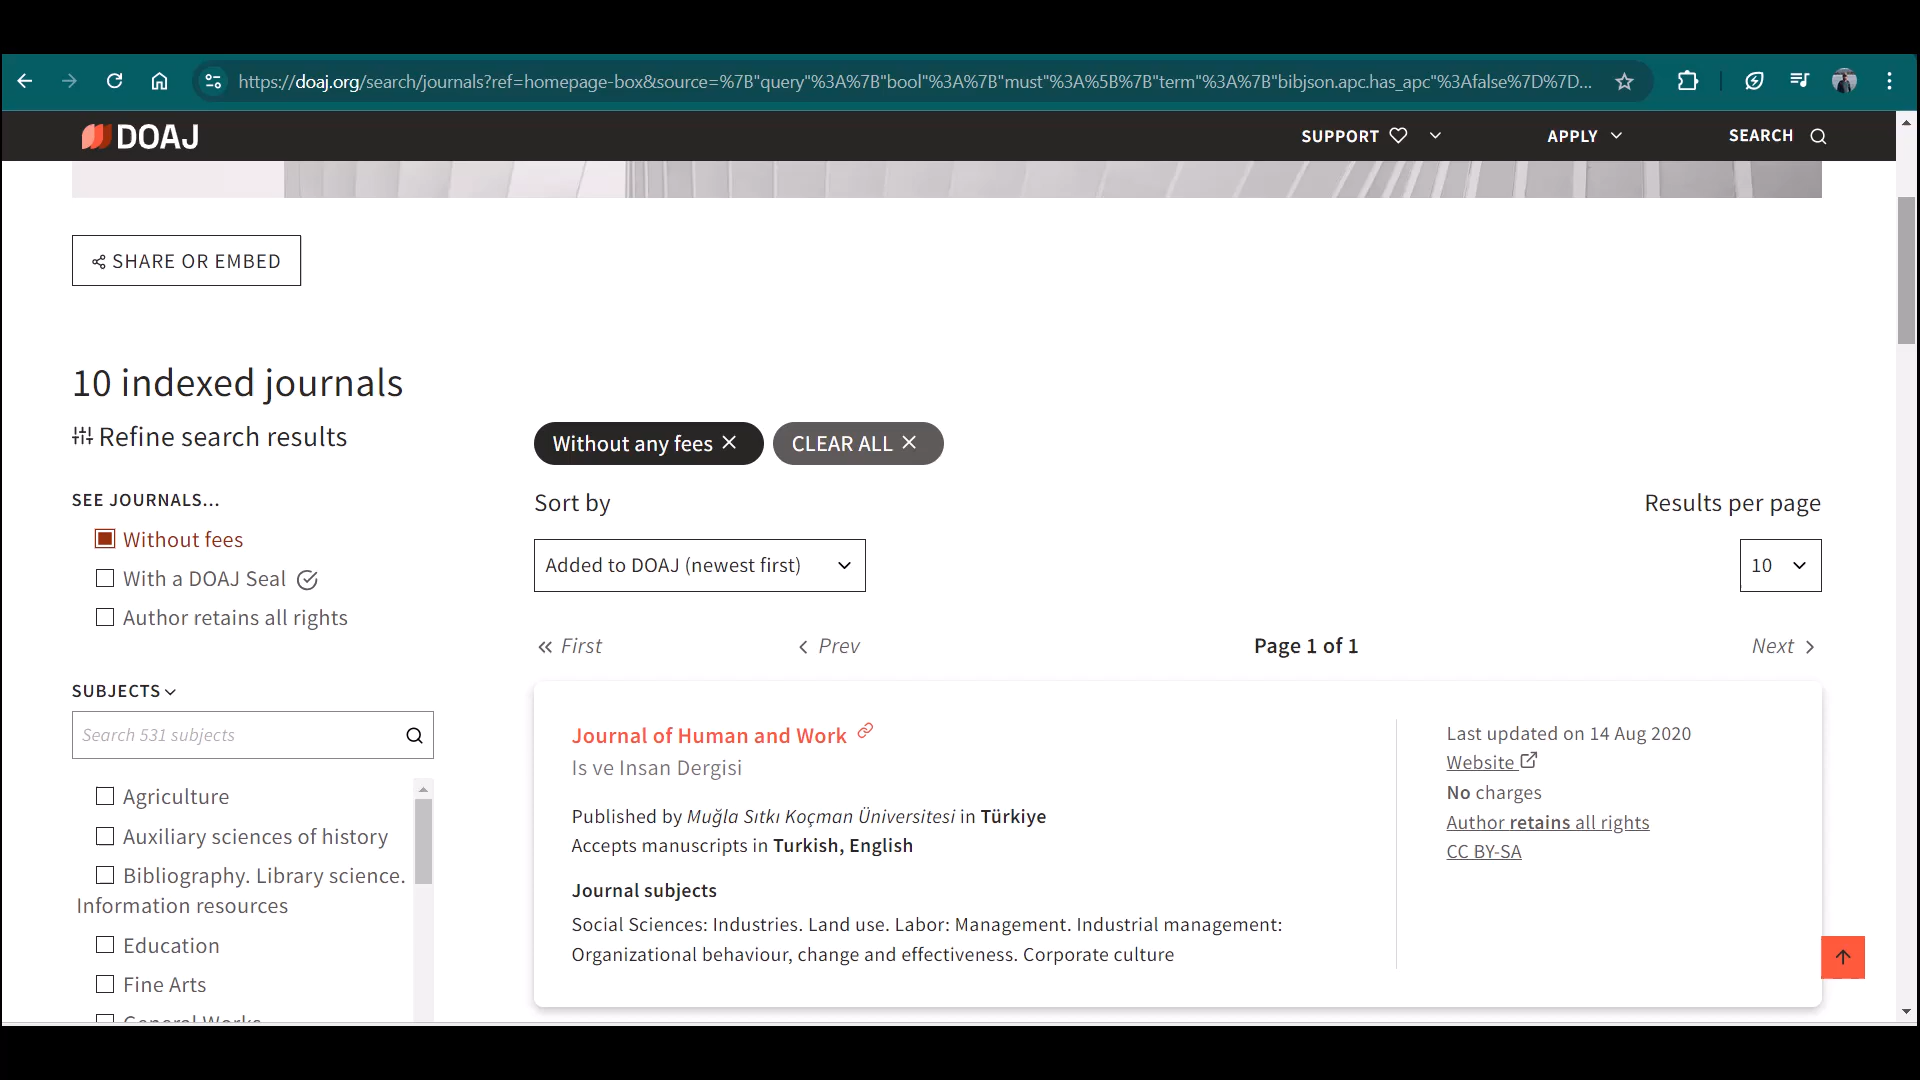 https://doaj.org/search/journals?ref=homepage-box&source=%7B"query"%3A%7B"bool"%3A%7B"must"%3A%5B%7B"term"%3A%7B"bibjson.apc.has_apc"%3Afalse%7D%7D...
DOAJ
SUPPORT
APPLY
SEARCH
SHARE OR EMBED
10 indexed journals
Refine search results
Without any fees
CLEAR ALL
SEE JOURNALS...
Without fees
With a DOAJ Seal
Author retains all rights
SUBJECTS
Search 531 subjects
Agriculture
Auxiliary sciences of history
Bibliography. Library science.
Information resources
Education
Fine Arts
General Works
Sort by
Results per page
Added to DOAJ (newest first)
10
First
Prev
Page 1 of 1
Next
Journal of Human and Work
Is ve Insan Dergisi
Published by Muğla Sıtkı Koçman Üniversitesi in Türkiye
Accepts manuscripts in Turkish, English
Journal subjects
Social Sciences: Industries. Land use. Labor: Management. Industrial management:
Organizational behaviour, change and effectiveness. Corporate culture
Last updated on 14 Aug 2020
Website
No charges
Author retains all rights
CC BY-SA